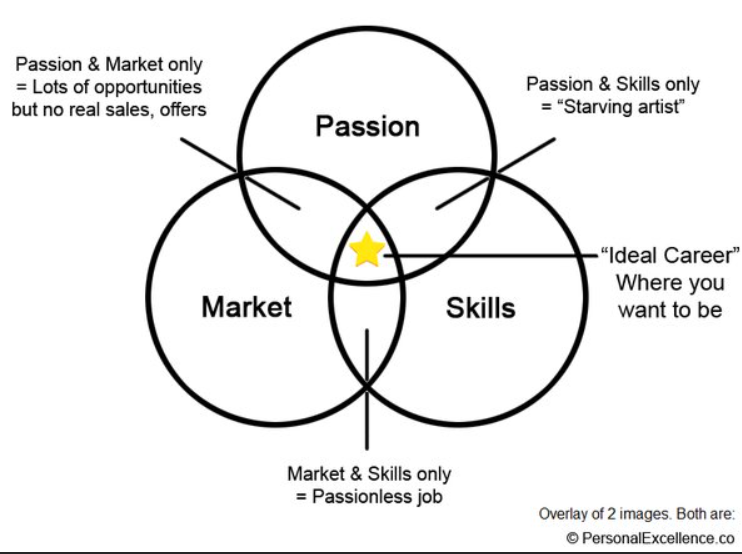 Passion & Market only
= Lots of opportunities
but no real sales, offers
Passion & Skills only
= “Starving artist”
Passion
“Ideal Career”
Where you
want to be
Market
Skills
Market & Skills only
= Passionless job
Overlay of 2 images. Both are:
© PersonalExcellence.co